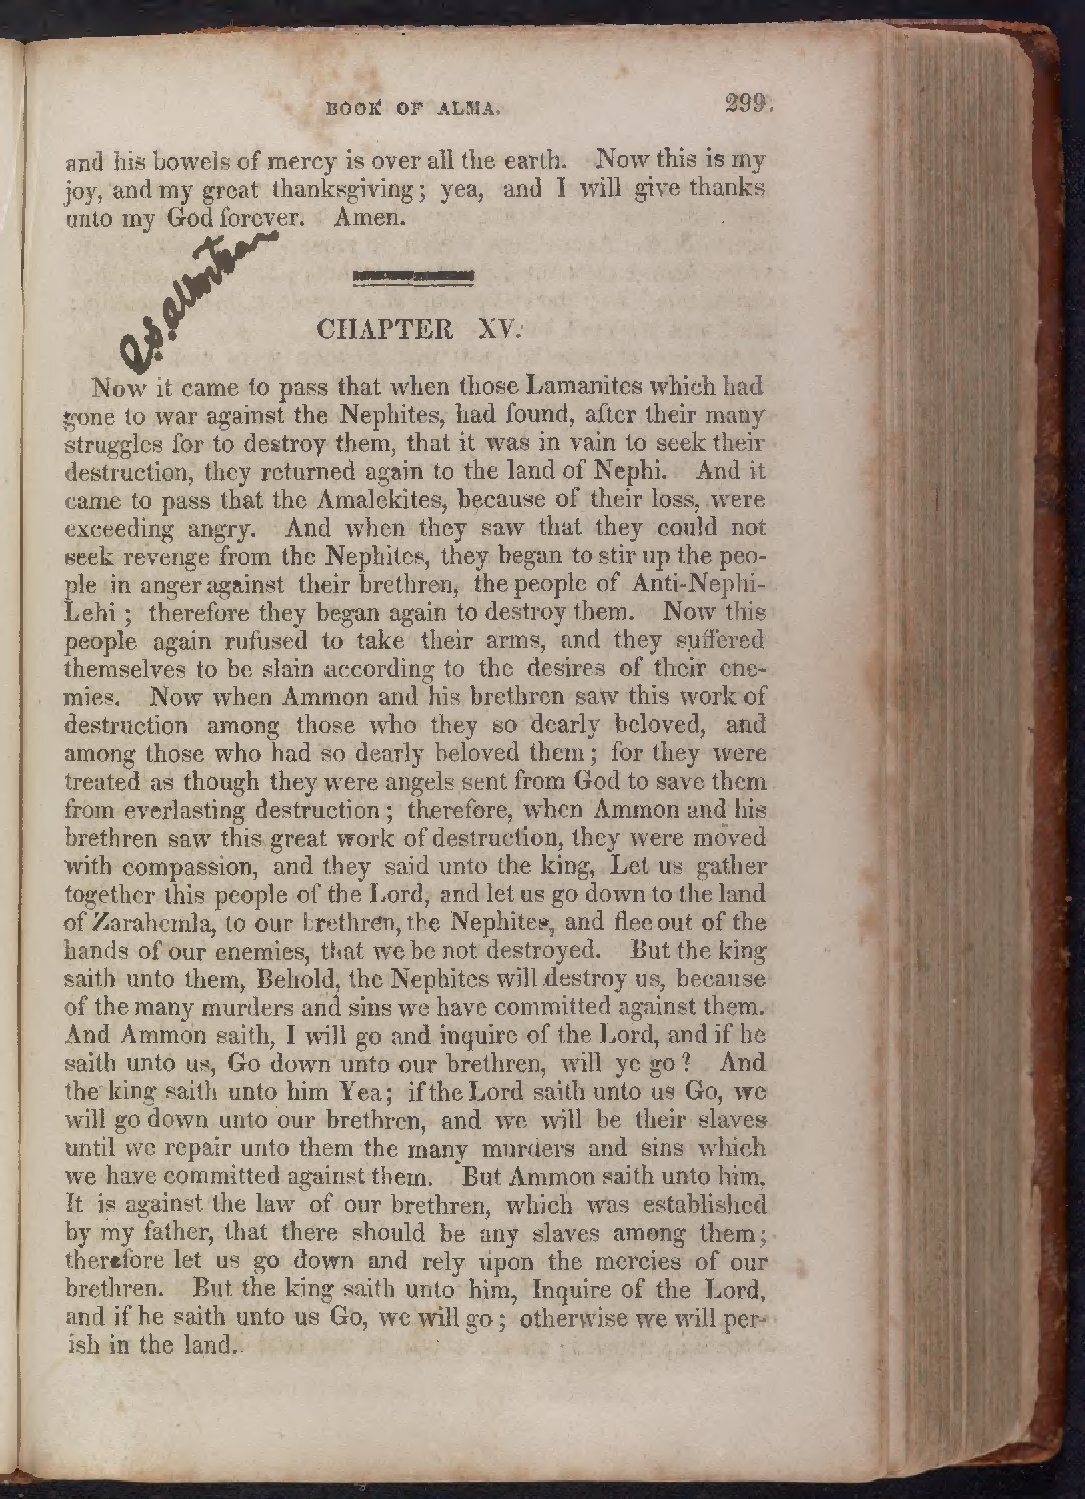 BOOK OF ALMA. 299.
and his bowels of mercy is over all the earth. Now this is my
joy, and my great thanksgiving; yea, and I will give thanks
unto my God forever. Amen.
CHAPTER XV.
Now it came to pass that when those Lamanites which had
gone to war against the Nephites, had found, after their many
struggles for to destroy them, that it was in vain to seek their
destruction, they returned again to the land of Nephi. And it
came to pass that the Amalekites, because of their loss, were
exceeding angry. And when they saw that they could not
seek revenge from the Nephites, they began to stir up the peo-
ple in anger against their brethren, the people of Anti-Nephi-
Lehi; therefore they began again to destroy them. Now this
people again rufused to take their arms, and they suffered
themselves to be slain according to the desires of their ene-
mies. Now when Ammon and his brethren saw this work of
destruction among those who they so dearly beloved, and
among those who had so dearly beloved them; for they were
treated as though they were angels sent from God to save them
from everlasting destruction; therefore, when Ammon and his
brethren saw this great work of destruction, they were moved
with compassion, and they said unto the king, Let us gather
together this people of the Lord, and let us go down to the land
of Zarahemla, to our brethren, the Nephites, and flee out of the
hands of our enemies, that we be not destroyed. But the king
saith unto them, Behold, the Nephites will destroy us, because
of the many murders and sins we have committed against them.
And Ammon saith, I will go and inquire of the Lord, and if he
saith unto us, Go down unto our brethren, will ye go? And
the king saith unto him Yea; if the Lord saith unto us Go, we
will go down unto our brethren, and we will be their slaves
until we repair unto them the many murders and sins which
we have committed against them. But Ammon saith unto him,
It is against the law of our brethren, which was established
by my father, that there should be any slaves among them;
therefore let us go down and rely upon the mercies of our
brethren. But the king saith unto him, Inquire of the Lord,
and if he saith unto us Go, we will go; otherwise we will per-
ish in the land.